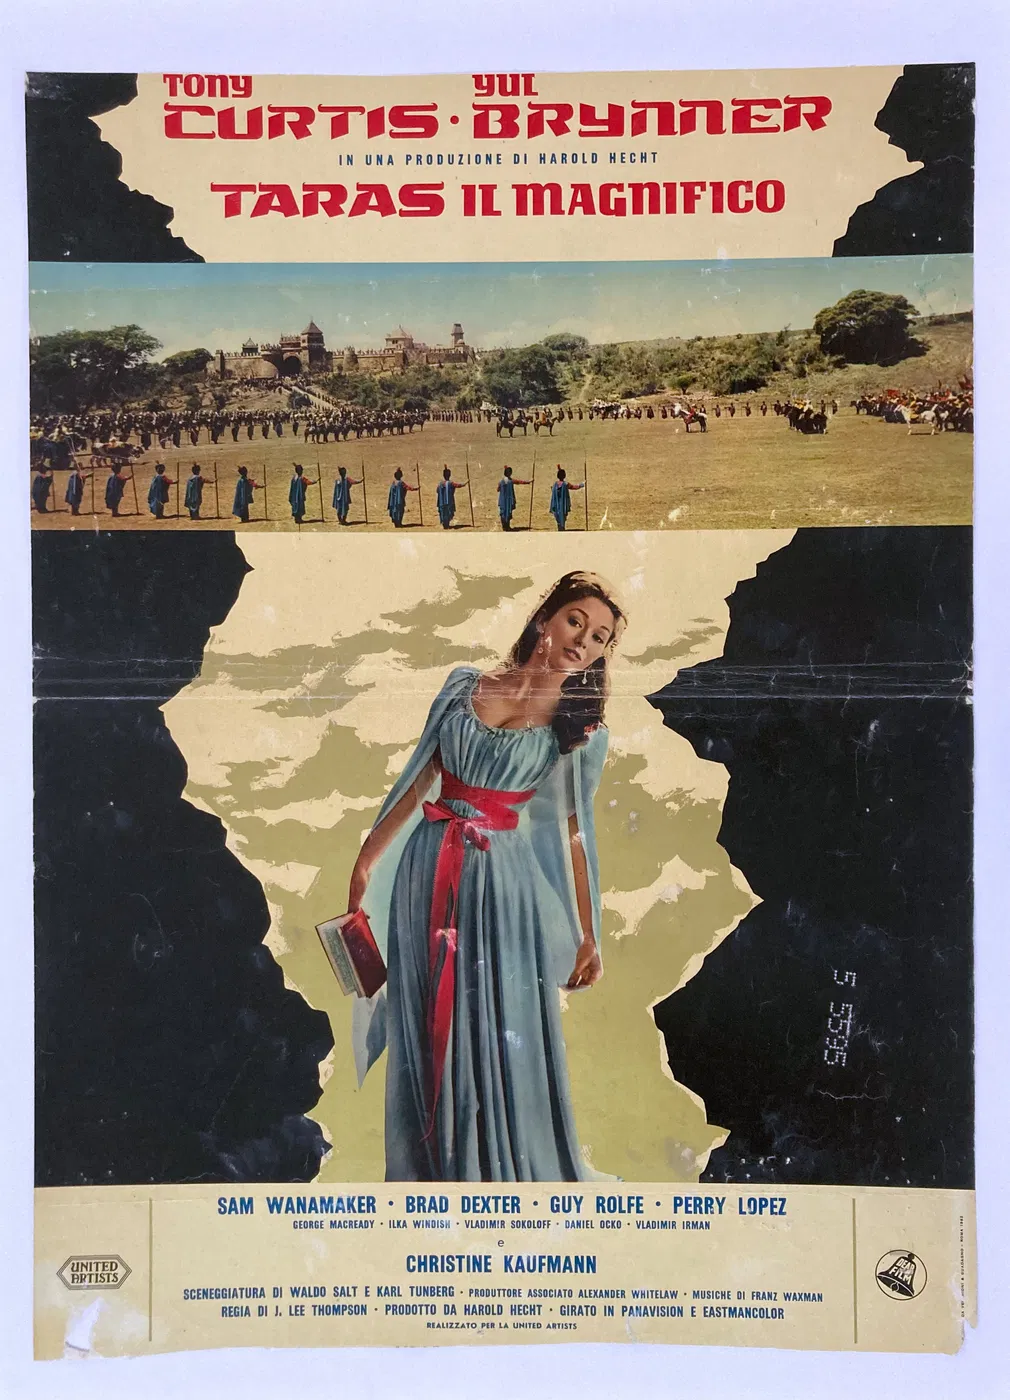 TONY YUL
CURTIS · BRYNNER
IN UNA PRODUZIONE DI HAROLD HECHT
TARAS IL MAGNIFICO
5 5595
SAM WANAMAKER · BRAD DEXTER · GUY ROLFE · PERRY LOPEZ
GEORGE MACREADY · ILKA WINDISH · VLADIMIR SOKOLOFF · DANIEL OCKO · VLADIMIR IRMAN
e
CHRISTINE KAUFMANN
SCENEGGIATURA DI WALDO SALT E KARL TUNBERG · PRODUTTORE ASSOCIATO ALEXANDER WHITELAW · MUSICHE DI FRANZ WAXMAN
REGIA DI J. LEE THOMPSON · PRODOTTO DA HAROLD HECHT · GIRATO IN PANAVISION E EASTMANCOLOR
REALIZZATO PER LA UNITED ARTISTS
UNITED
ARTISTS
DEAR
FILM